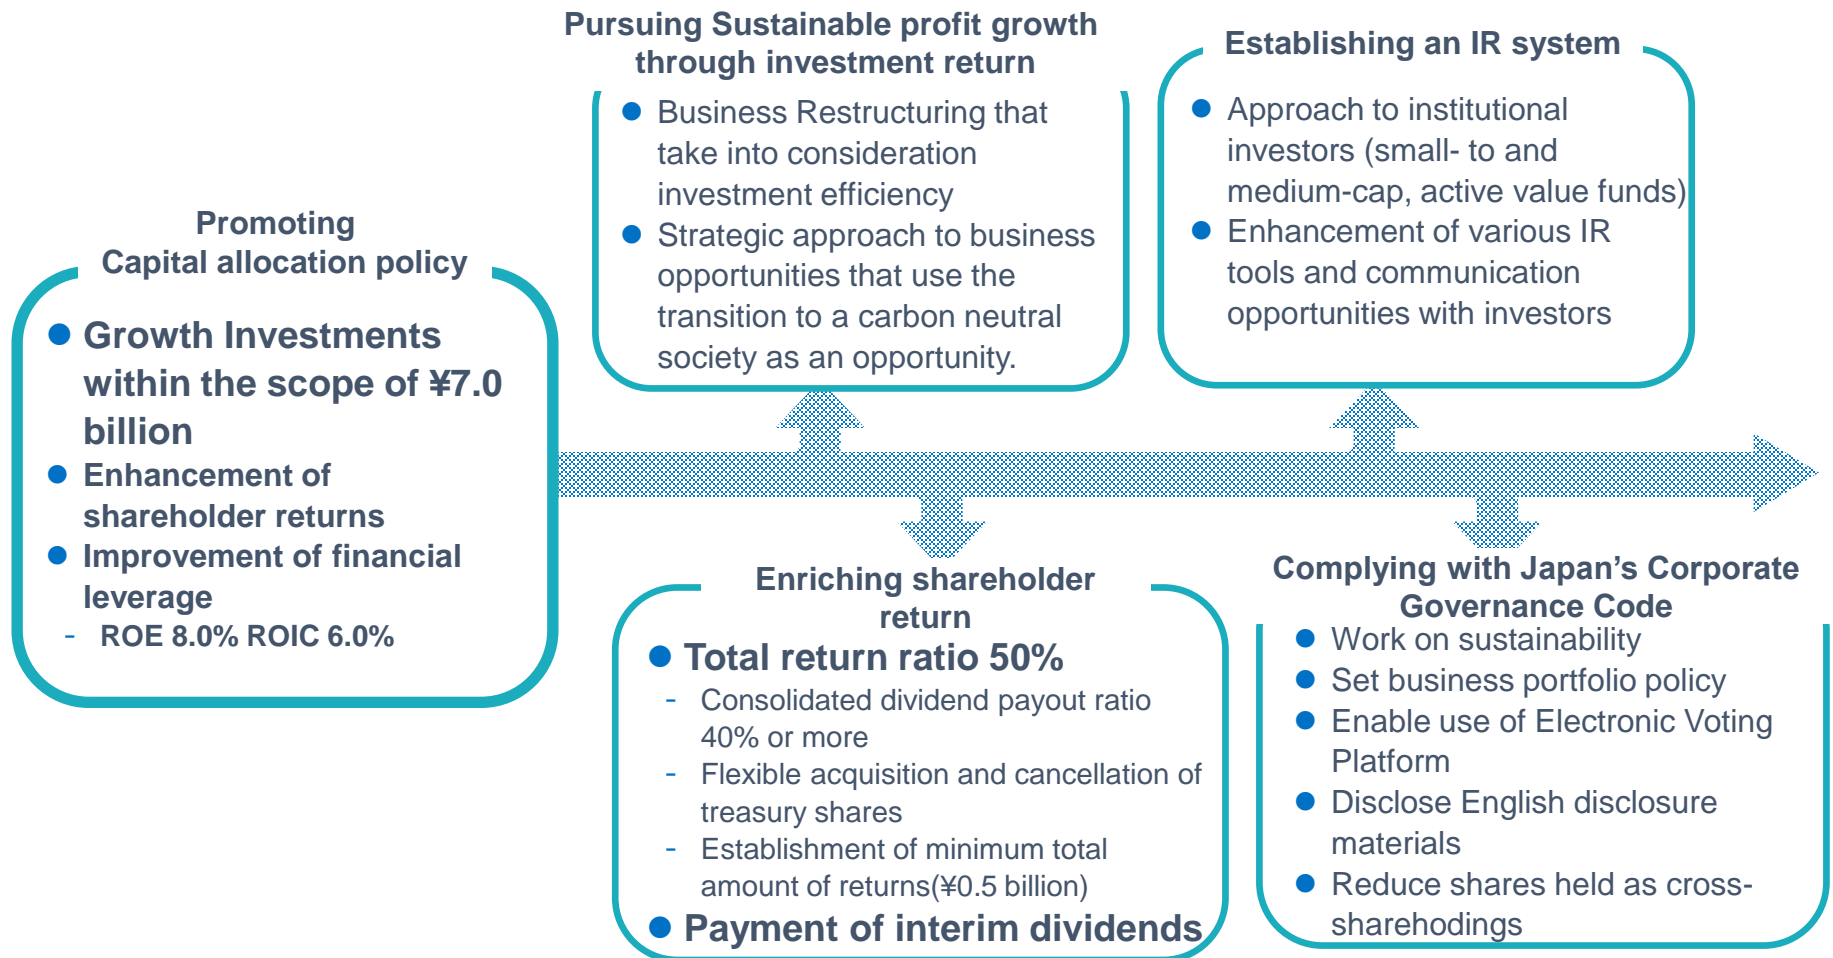 Promoting
Capital allocation policy
● Growth Investments
within the scope of ¥7.0
billion
● Enhancement of
shareholder returns
● Improvement of financial
leverage
- ROE 8.0% ROIC 6.0%
Pursuing Sustainable profit growth
through investment return
● Business Restructuring that
take into consideration
investment efficiency
● Strategic approach to business
opportunities that use the
transition to a carbon neutral
society as an opportunity.
Establishing an IR system
● Approach to institutional
investors (small- to and
medium-cap, active value funds)
● Enhancement of various IR
tools and communication
opportunities with investors
Enriching shareholder
return
● Total return ratio 50%
- Consolidated dividend payout ratio
40% or more
- Flexible acquisition and cancellation of
treasury shares
- Establishment of minimum total
amount of returns(¥0.5 billion)
● Payment of interim dividends
Complying with Japan’s Corporate
Governance Code
● Work on sustainability
● Set business portfolio policy
● Enable use of Electronic Voting
Platform
● Disclose English disclosure
materials
● Reduce shares held as cross-
sharehodings